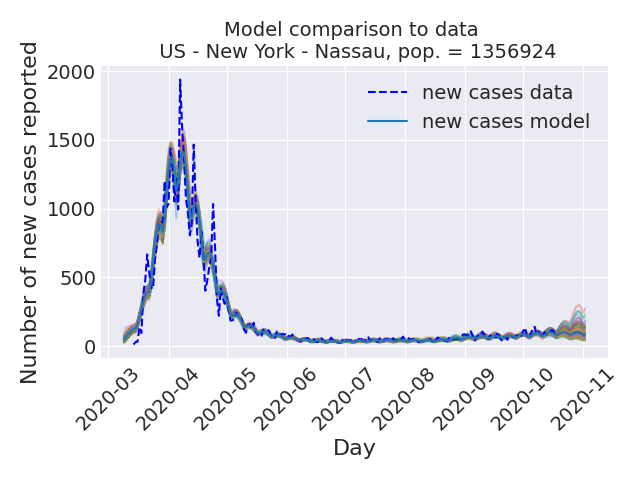 Model comparison to data
US - New York - Nassau, pop. = 1356924
new cases data
new cases model
Number of new cases reported
2000
1500
1000
500
0
2020-03
2020-04
2020-05
2020-06
2020-07
2020-08
2020-09
2020-10
2020-11
Day